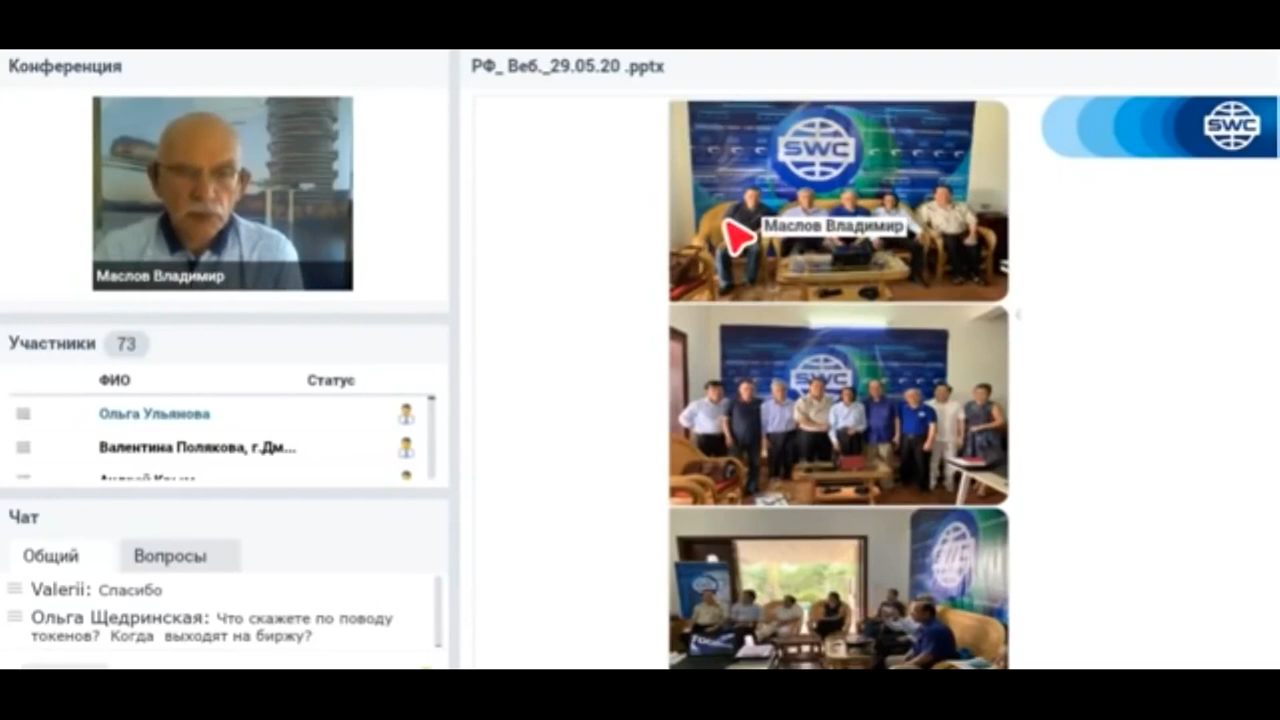 Конференция
Маслов Владимир
Участники 73
ФИО Статус
Ольга Ульянова
Валентина Полякова, г.Дм...
Чат
Общий Вопросы
Valerii: Спасибо
Ольга Щедринская: Что скажете по поводу
токенов? Когда выходят на биржу?
РФ_ Веб._29.05.20 .pptx
SWC
SWC
Маслов Владимир
SWC